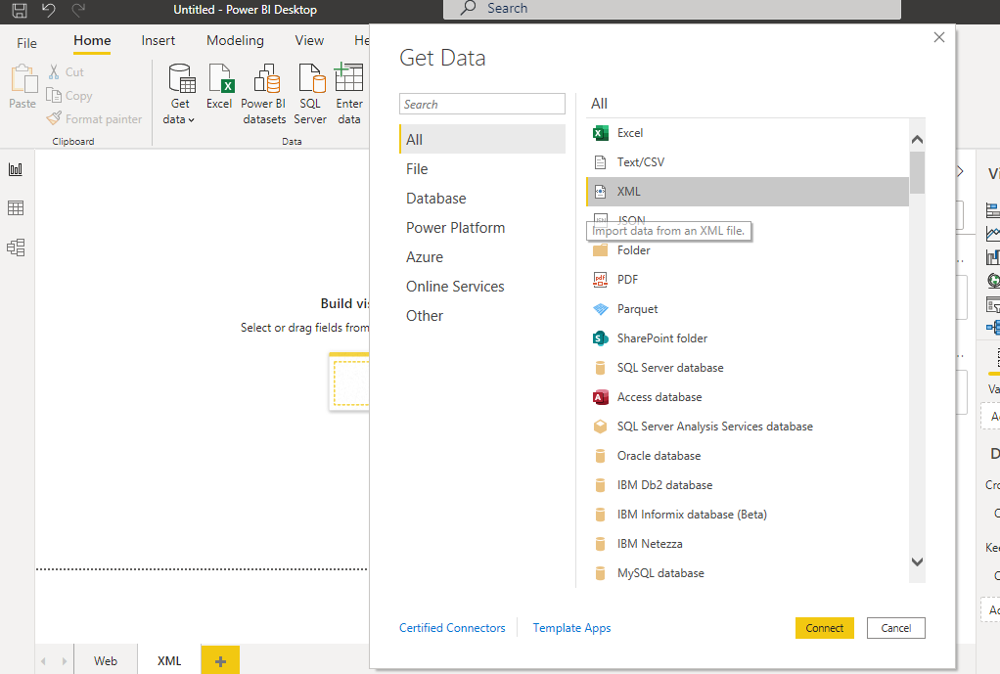 Untitled - Power BI Desktop
Search
File
Home
Insert
Modeling
View
He
Paste
Cut
Copy
Format painter
Clipboard
Get data
Excel
Power BI datasets
SQL Server
Enter data
Data
Build vis
Select or drag fields from
Get Data
Search
All
File
Database
Power Platform
Azure
Online Services
Other
All
Excel
Text/CSV
XML
JSON
Import data from an XML file.
Folder
PDF
Parquet
SharePoint folder
SQL Server database
Access database
SQL Server Analysis Services database
Oracle database
IBM Db2 database
IBM Informix database (Beta)
IBM Netezza
MySQL database
Certified Connectors
Template Apps
Connect
Cancel
Vi
Va
D
Cro
Kee
Web
XML